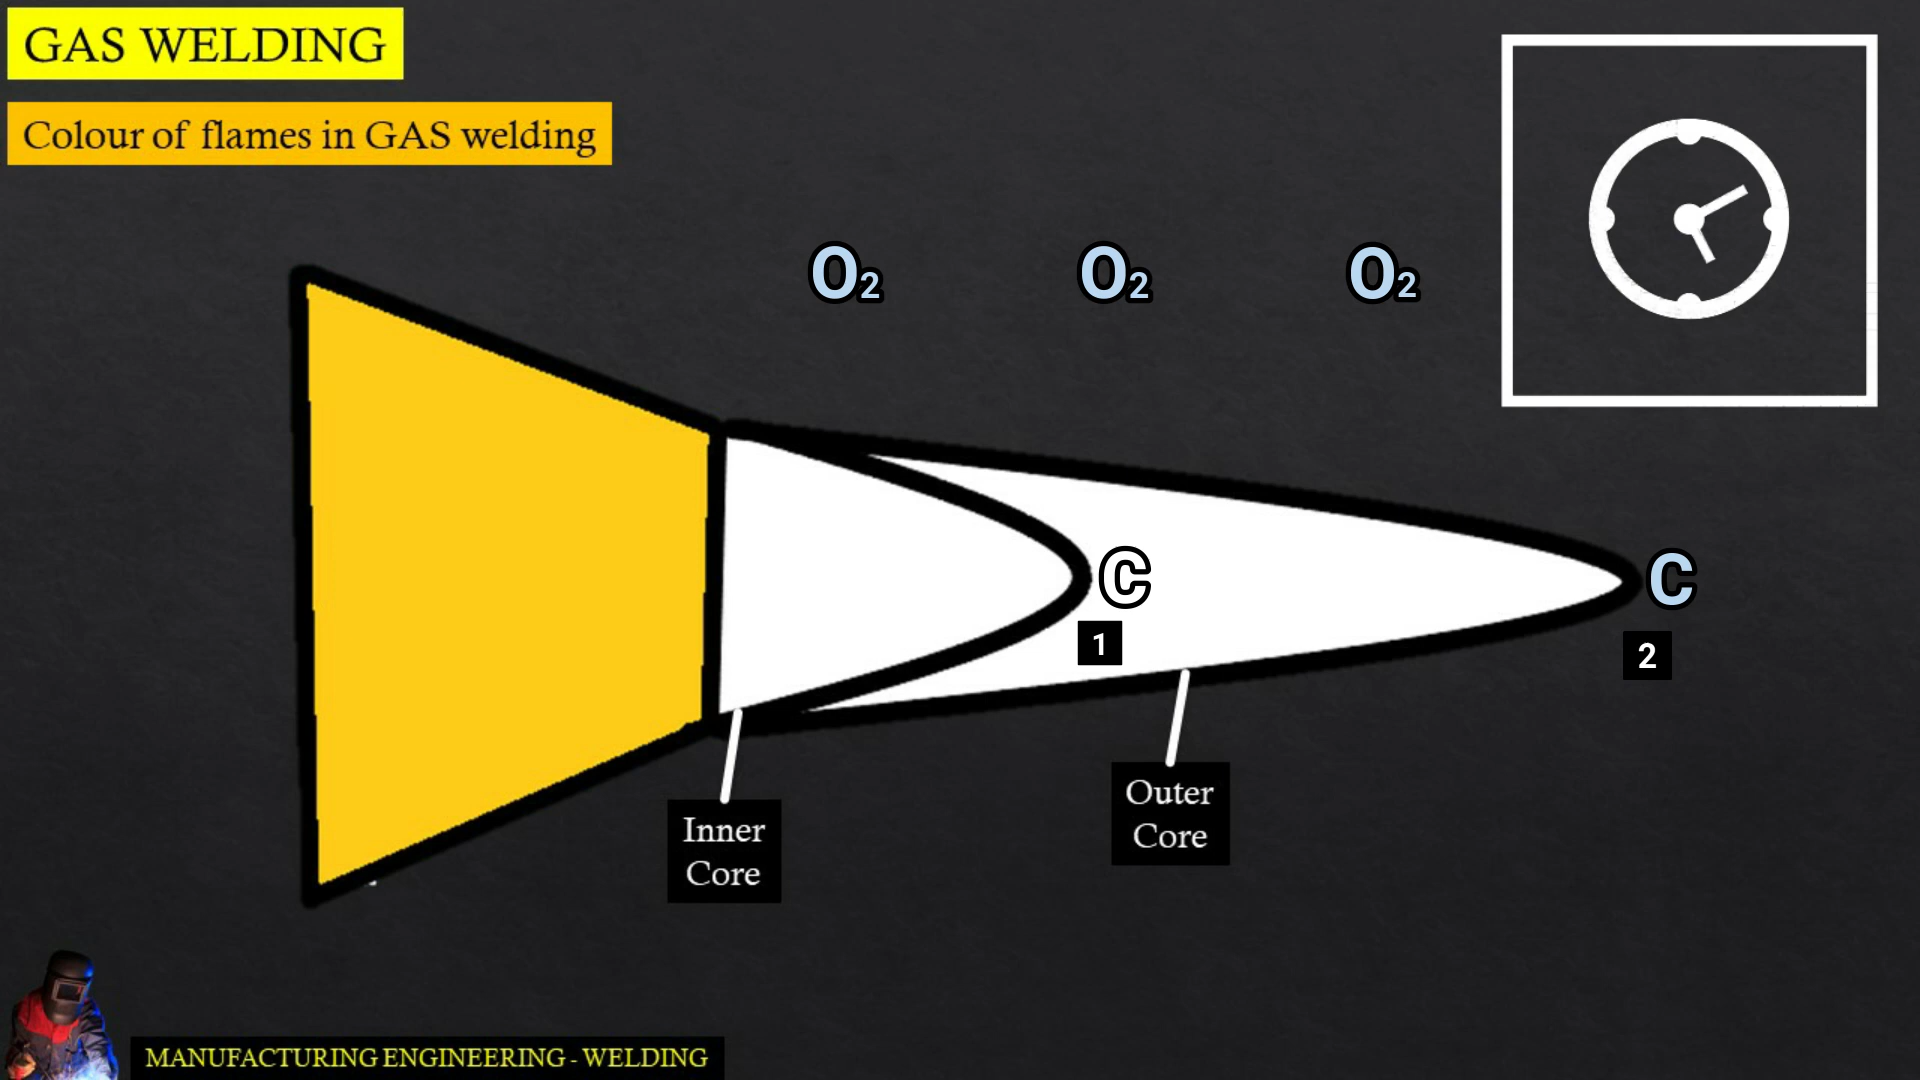 GAS WELDING
Colour of flames in GAS welding
O₂ O₂ O₂
C C
1 2
Inner
Core
Outer
Core
MANUFACTURING ENGINEERING - WELDING